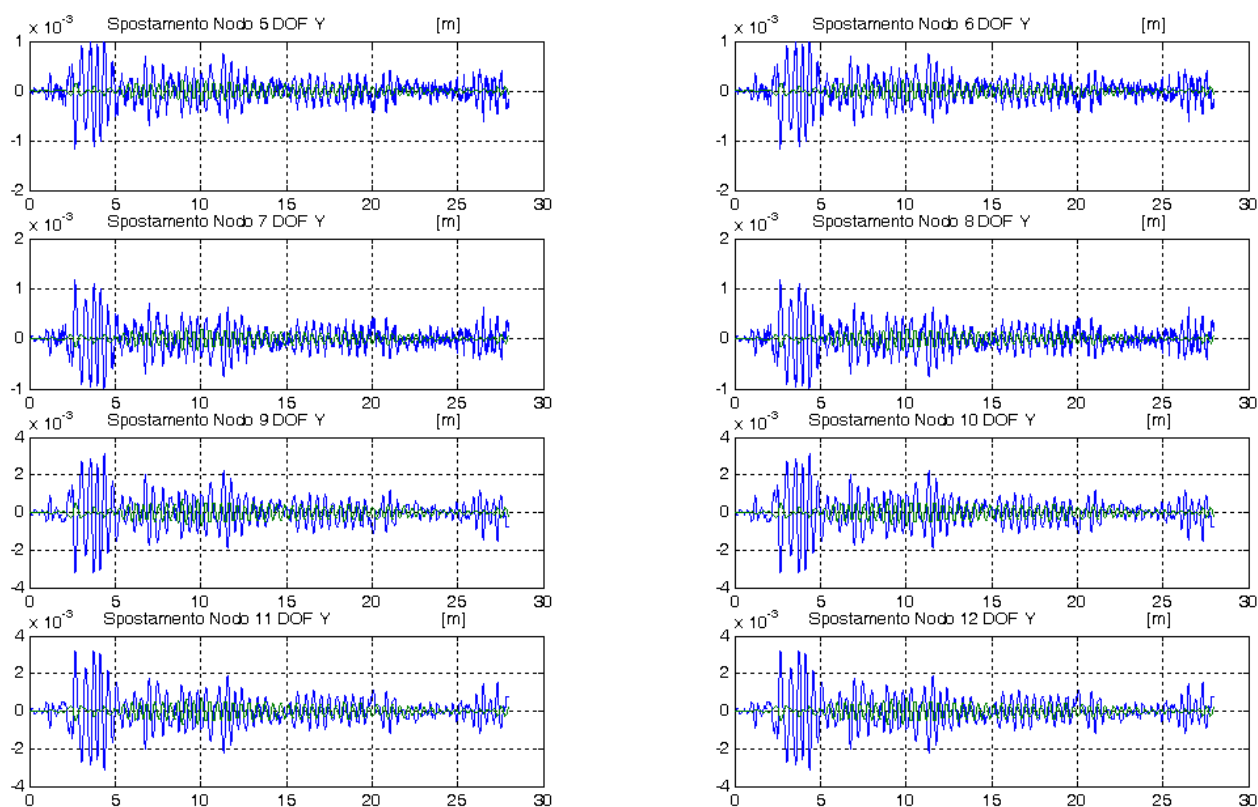 x 10^-3 Spostamento Nodo 5 DOF Y [m]
1
0
-1
-2
0 5 10 15 20 25 30
x 10^-3 Spostamento Nodo 6 DOF Y [m]
1
0
-1
-2
0 5 10 15 20 25 30
x 10^-3 Spostamento Nodo 7 DOF Y [m]
2
1
0
-1
0 5 10 15 20 25 30
x 10^-3 Spostamento Nodo 8 DOF Y [m]
2
1
0
-1
0 5 10 15 20 25 30
x 10^-3 Spostamento Nodo 9 DOF Y [m]
4
2
0
-2
-4
0 5 10 15 20 25 30
x 10^-3 Spostamento Nodo 10 DOF Y [m]
4
2
0
-2
-4
0 5 10 15 20 25 30
x 10^-3 Spostamento Nodo 11 DOF Y [m]
4
2
0
-2
-4
0 5 10 15 20 25 30
x 10^-3 Spostamento Nodo 12 DOF Y [m]
4
2
0
-2
-4
0 5 10 15 20 25 30